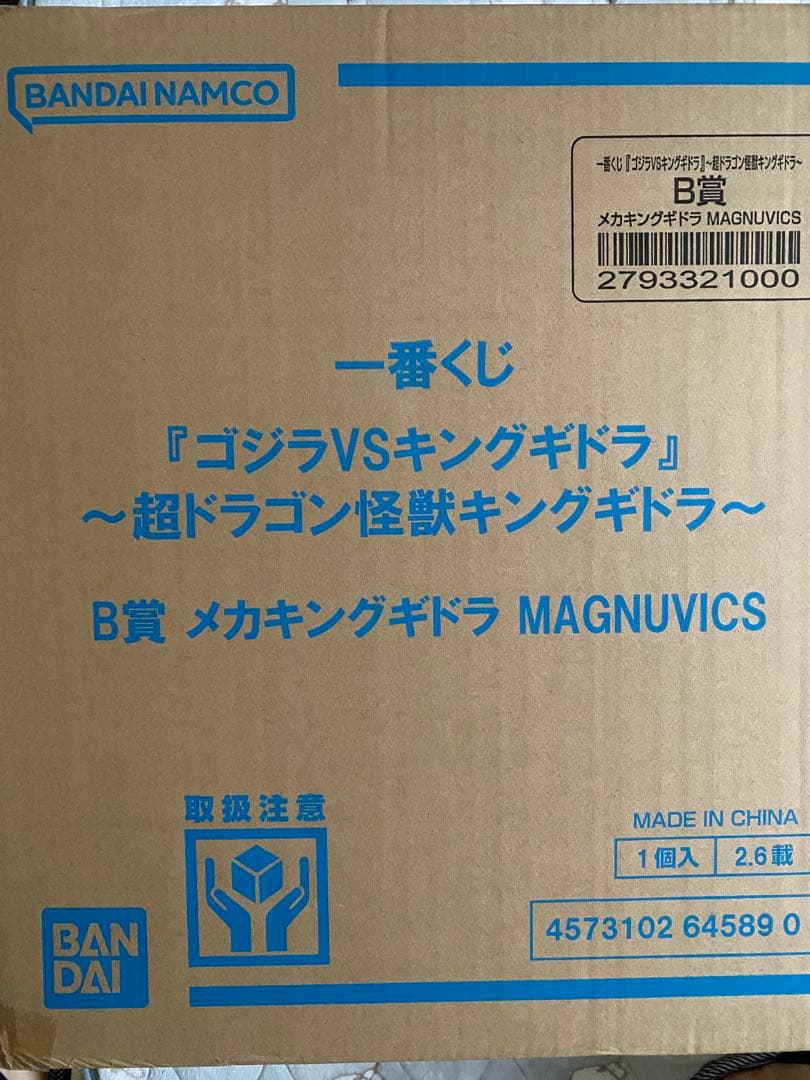 BANDAI NAMCO
一番くじ『ゴジラVSキングギドラ』～超ドラゴン怪獣キングギドラ～
B賞
メカキングギドラ MAGNUVICS
2793321000
一番くじ
『ゴジラVSキングギドラ』
～超ドラゴン怪獣キングギドラ～
B賞 メカキングギドラ MAGNUVICS
取扱注意
MADE IN CHINA
1個入 2.6載
4573102 64589 0
BAN
DAI